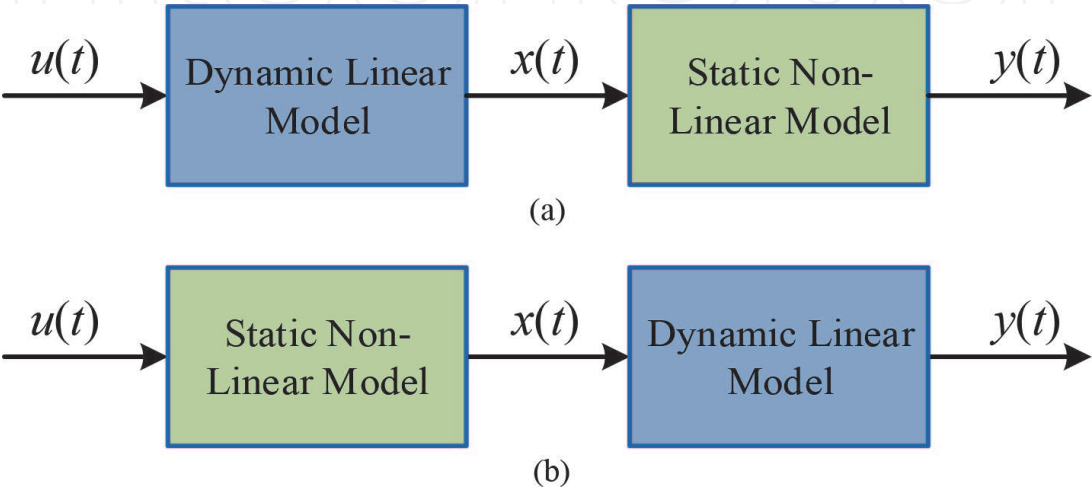 u(t)
Dynamic Linear
Model
x(t)
Static Non-
Linear Model
y(t)
(a)
u(t)
Static Non-
Linear Model
x(t)
Dynamic Linear
Model
y(t)
(b)